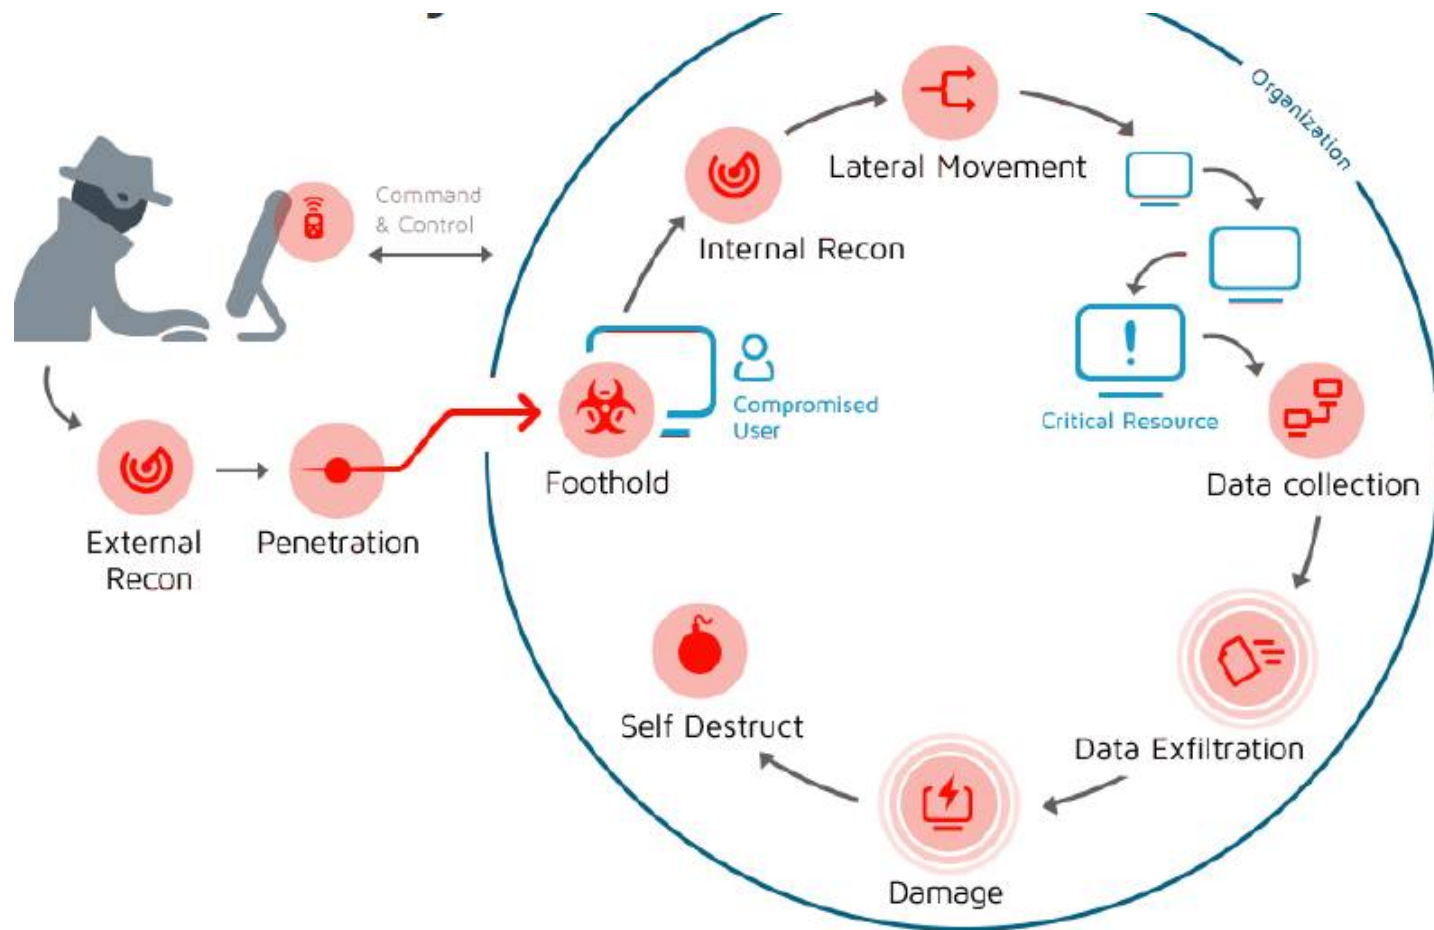 Organization
Lateral Movement
Command
& Control
Internal Recon
Compromised
User
Critical Resource
Foothold
Data collection
External
Recon
Penetration
Self Destruct
Data Exfiltration
Damage